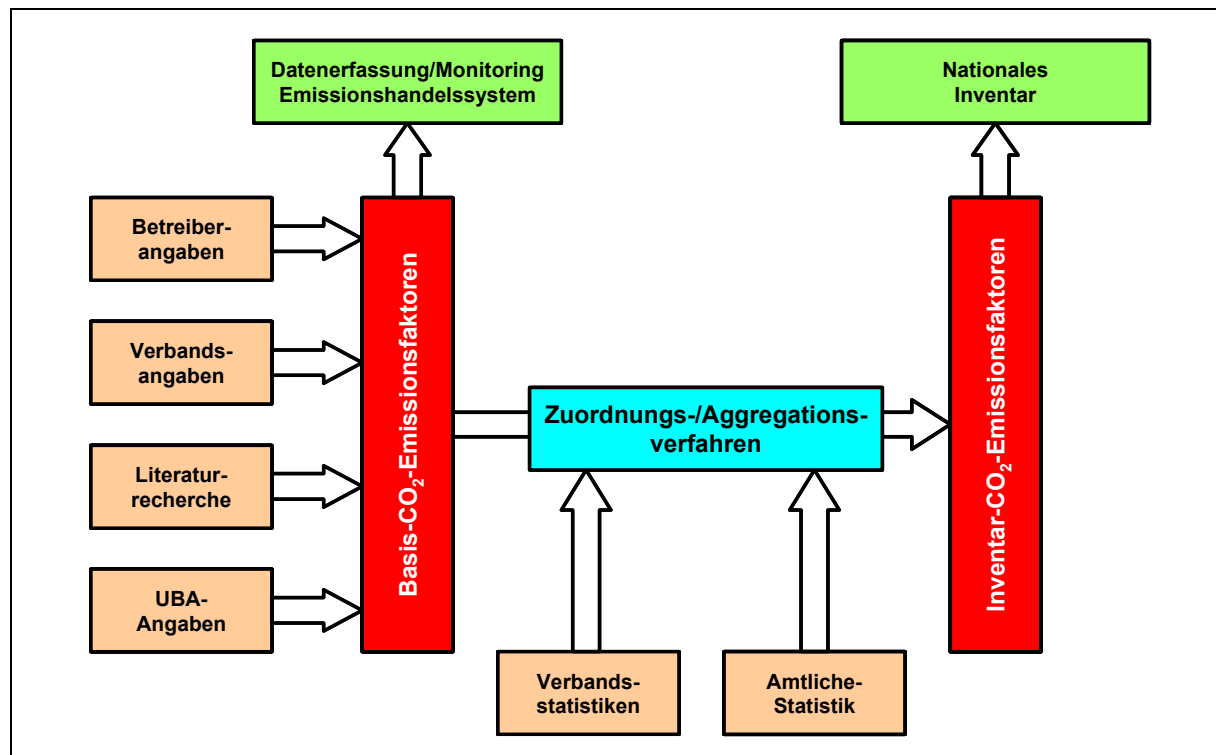 Datenerfassung/Monitoring
Emissionshandelssystem
Nationales
Inventar
Betreiber-
angaben
Verbands-
angaben
Literatur-
recherche
UBA-
Angaben
Basis-CO₂-Emissionsfaktoren
Zuordnungs-/Aggregations-
verfahren
Inventar-CO₂-Emissionsfaktoren
Verbands-
statistiken
Amtliche-
Statistik